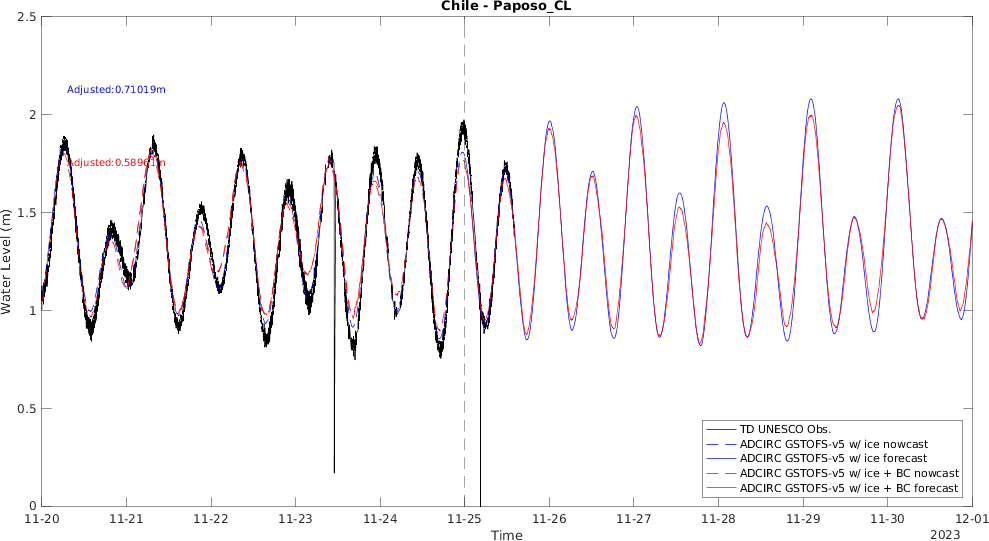 Chile - Paposo_CL
2.5
2
1.5
1
0.5
0
Water Level (m)
Adjusted:0.71019m
TD UNESCO Obs.
ADCIRC GSTOFS-v5 w/ ice nowcast
ADCIRC GSTOFS-v5 w/ ice forecast
ADCIRC GSTOFS-v5 w/ ice + BC nowcast
ADCIRC GSTOFS-v5 w/ ice + BC forecast
11-20 11-21 11-22 11-23 11-24 11-25 11-26 11-27 11-28 11-29 11-30 12-01
Time
2023